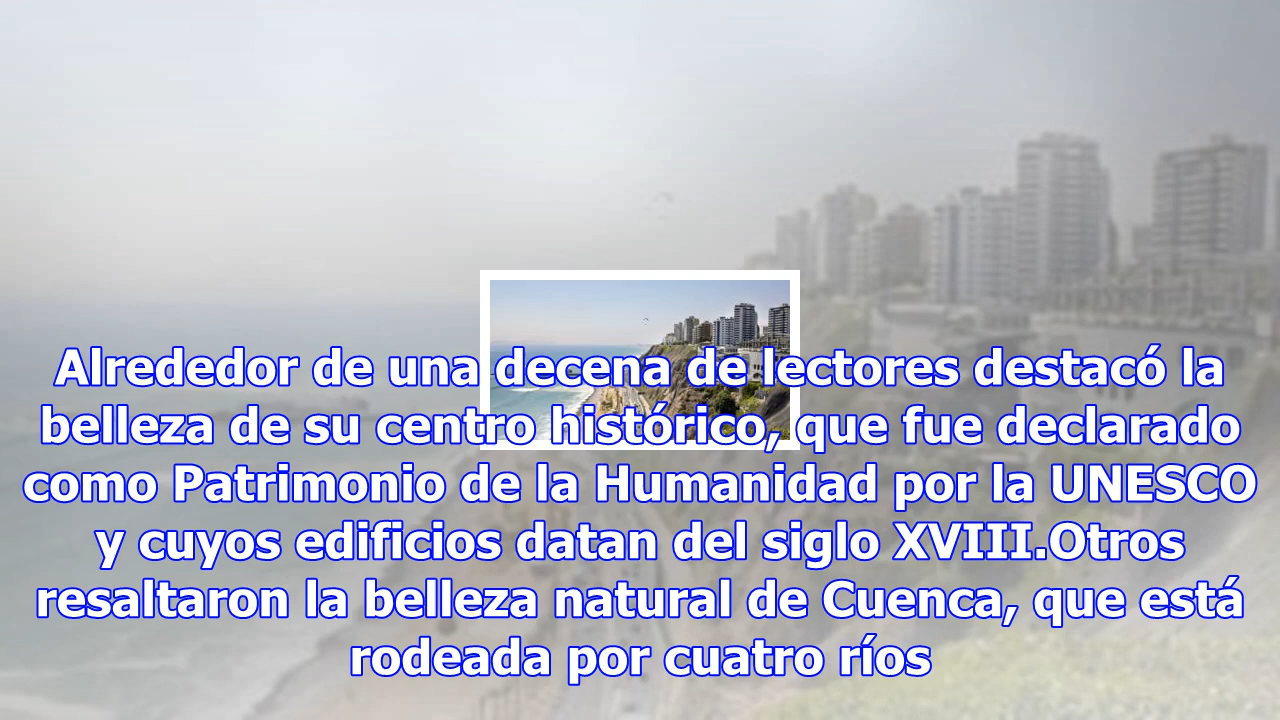 Alrededor de una decena de lectores destacó la
belleza de su centro histórico, que fue declarado
como Patrimonio de la Humanidad por la UNESCO
y cuyos edificios datan del siglo XVIII.Otros
resaltaron la belleza natural de Cuenca, que está
rodeada por cuatro ríos